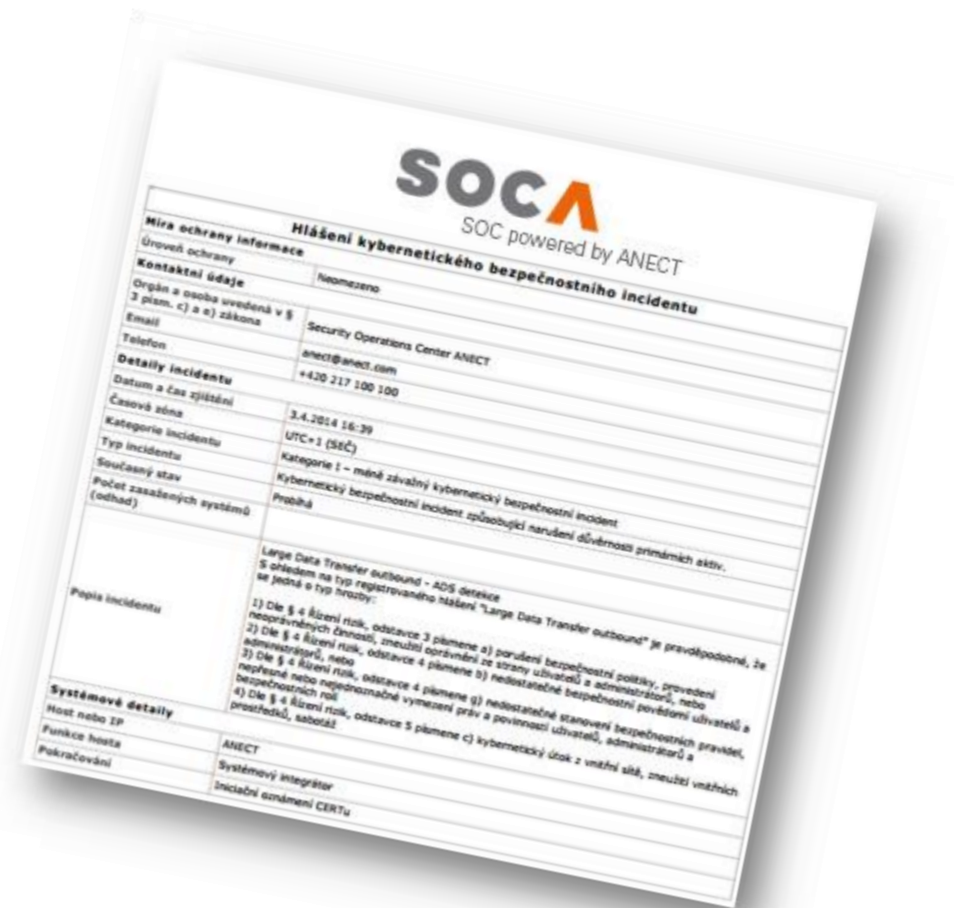 SOCA
SOC powered by ANECT
Hlášení kybernetického bezpečnostního incidentu
Míra ochrany informace
Úroveň ochrany
Neomezeno
Kontaktní údaje
Orgán a osoba uvedená v §
3 písm. c) a e) zákona
Security Operations Center ANECT
Email
anect@anect.com
Telefon
+420 217 100 100
Detaily incidentu
Datum a čas zjištění
3.4.2014 16:39
Časová zóna
UTC+1 (SEČ)
Kategorie incidentu
Kategorie I – méně závažný kybernetický bezpečnostní incident
Typ incidentu
Kybernetický bezpečnostní incident způsobující narušení důvěrnosti primárních aktiv.
Současný stav
Probíhá
Počet zasažených systémů
(odhad)
Popis incidentu
Large Data Transfer outbound - ADS detekce
S ohledem na typ registrovaného hlášení "Large Data Transfer outbound" je pravděpodobné, že
se jedná o typ hrozby:
1) Dle § 4 Řízení rizik, odstavce 3 písmene a) porušení bezpečnostní politiky, provedení
neoprávněných činností, zneužití oprávnění ze strany uživatelů a administrátorů, nebo
2) Dle § 4 Řízení rizik, odstavce 4 písmene b) nedostatečné bezpečnostní povědomí uživatelů a
administrátorů, nebo
3) Dle § 4 Řízení rizik, odstavce 4 písmene g) nedostatečné stanovení bezpečnostních pravidel,
nepřesné nebo nejednoznačné vymezení práv a povinností uživatelů, administrátorů a
bezpečnostních rolí
4) Dle § 4 Řízení rizik, odstavce 5 písmene c) kybernetický útok z vnitřní sítě, zneužití vnitřních
prostředků, sabotáž
Systémové detaily
Host nebo IP
ANECT
Funkce hosta
Systémový integrátor
Pokračování
Iniciační oznámení CERTu